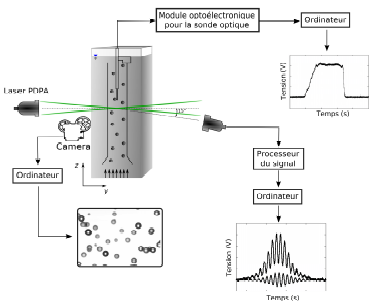 Module optoélectronique
pour la sonde optique
Ordinateur
Laser PDPA
Tension (V)
Temps (s)
Camera
Z
y
Ordinateur
Processeur
du signal
Ordinateur
Tension (V)
Temps (s)